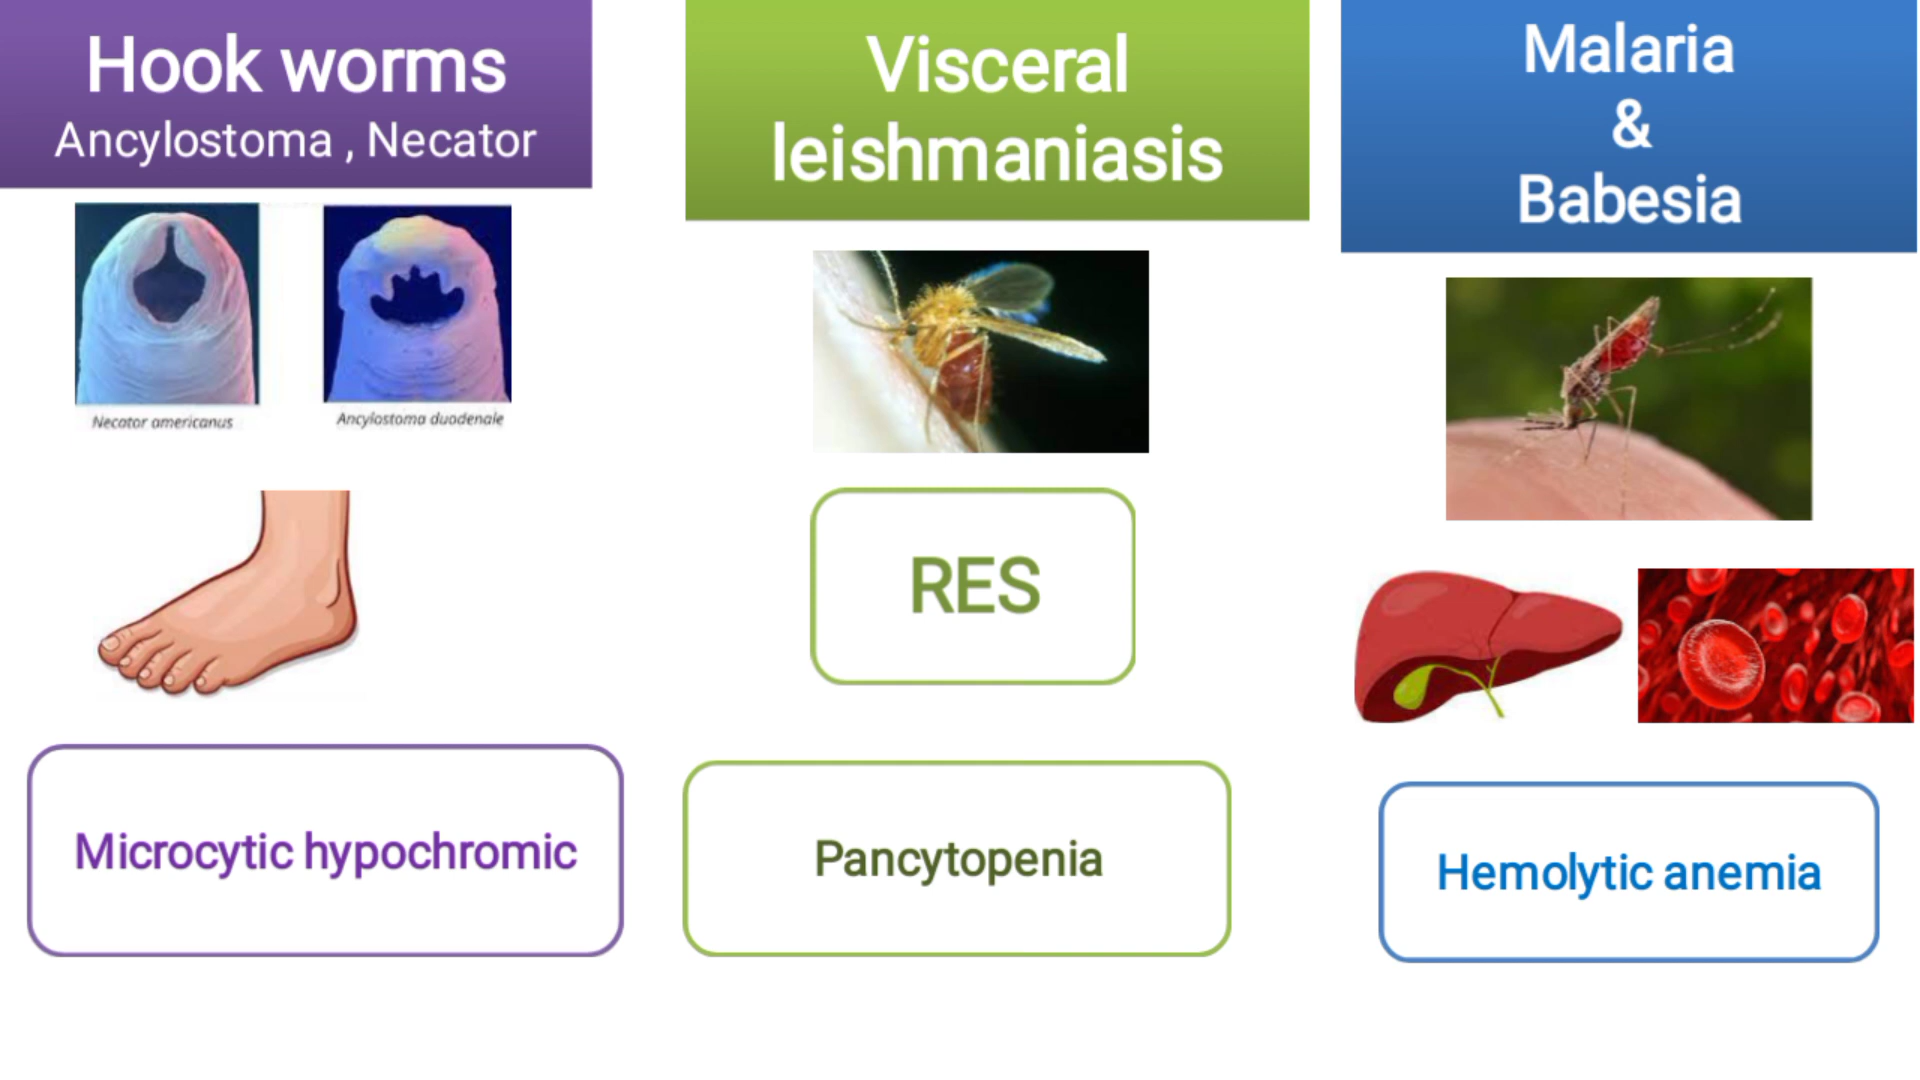 Hook worms
Ancylostoma , Necator
Necator americanus
Ancylostoma duodenale
Microcytic hypochromic
Visceral
leishmaniasis
RES
Pancytopenia
Malaria
&
Babesia
Hemolytic anemia